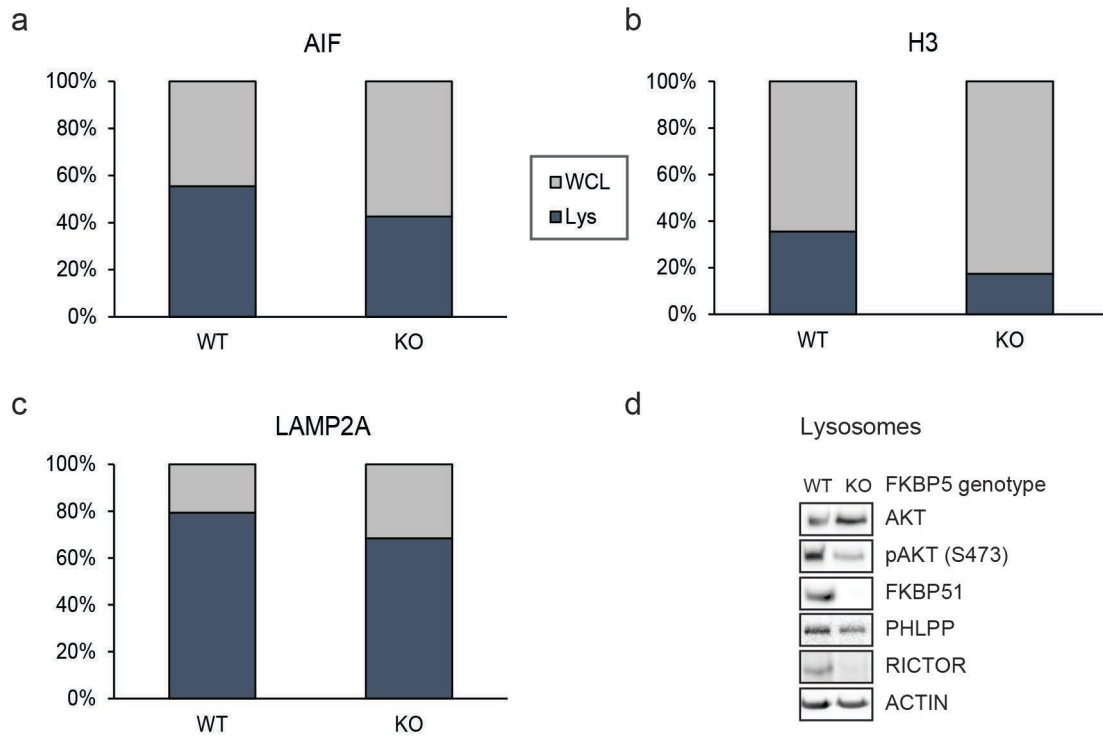 a
AIF
100%
80%
60%
40%
20%
0%
WT KO
WCL
Lys
b
H3
100%
80%
60%
40%
20%
0%
WT KO
c
LAMP2A
100%
80%
60%
40%
20%
0%
WT KO
d
Lysosomes
WT KO FKBP5 genotype
AKT
pAKT (S473)
FKBP51
PHLPP
RICTOR
ACTIN